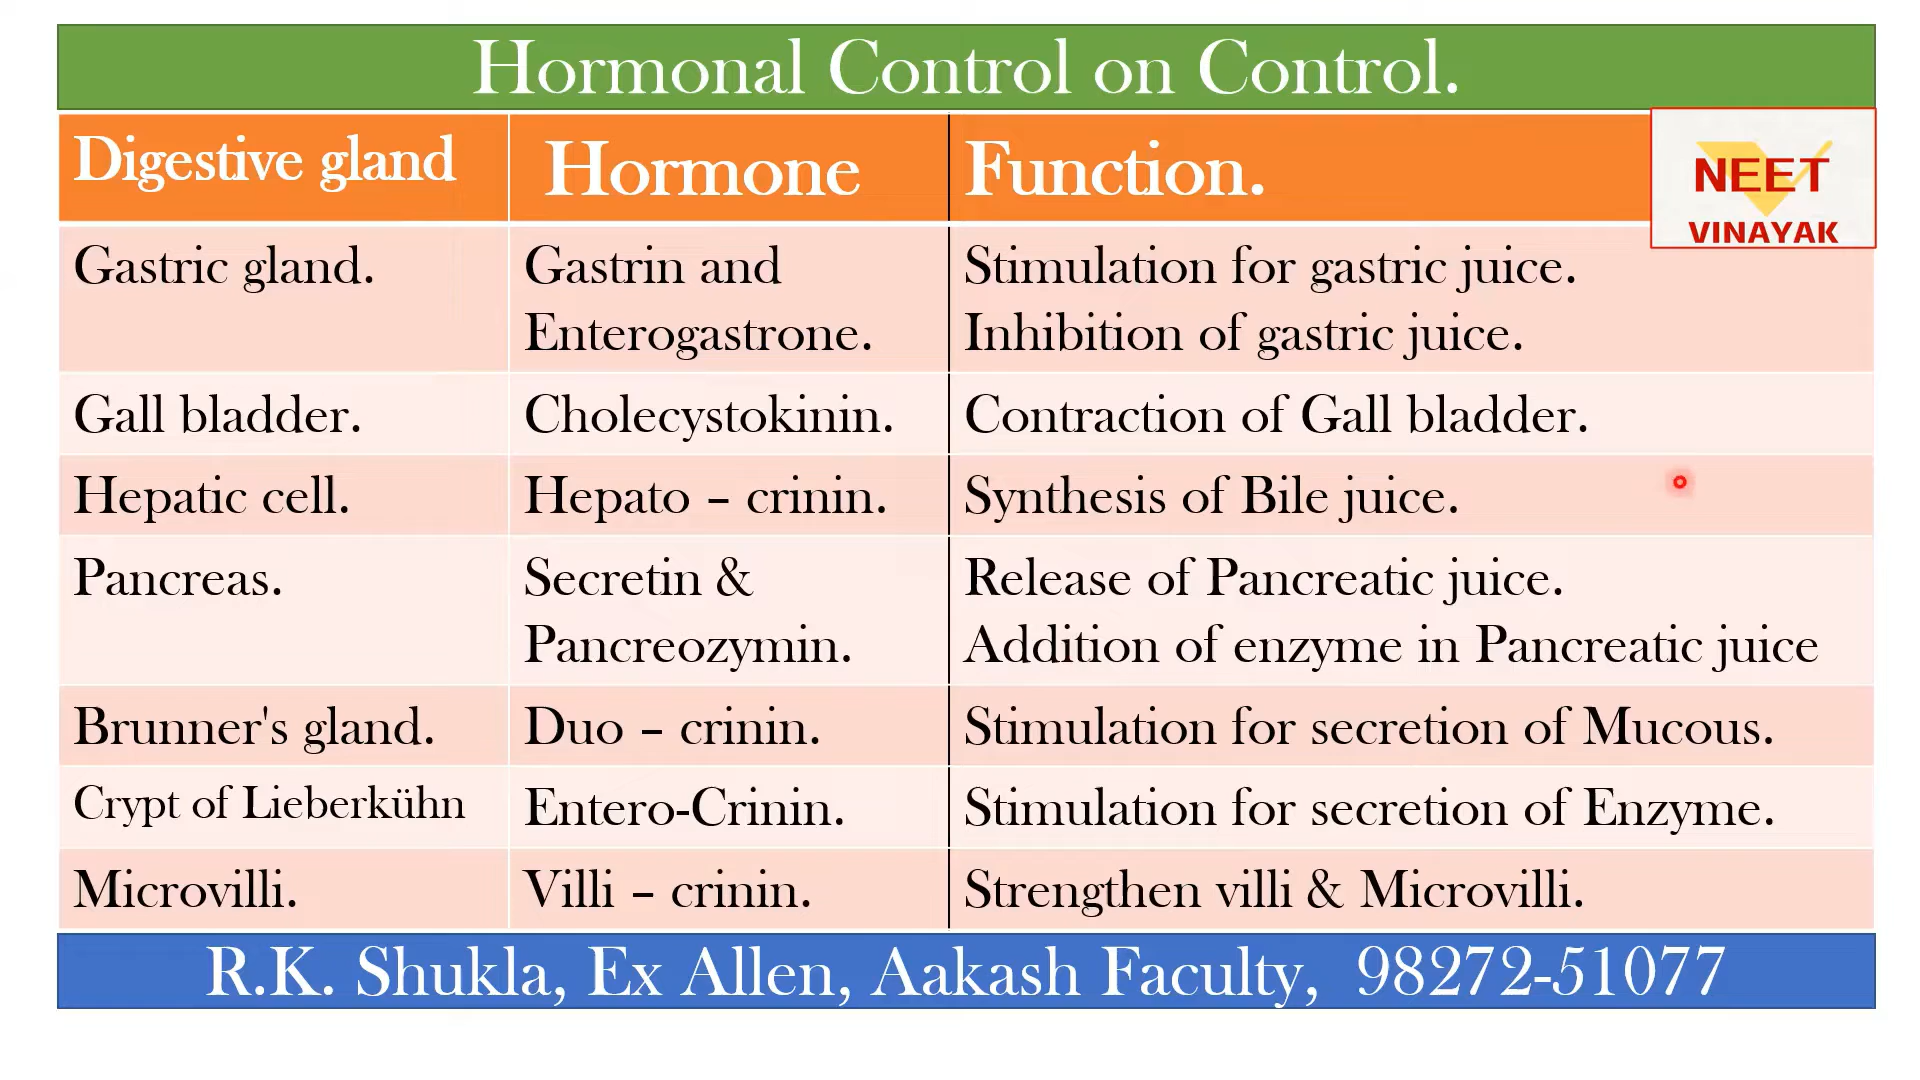 Hormonal Control on Control.
Digestive gland Hormone Function.
NEET
VINAYAK
Gastric gland. Gastrin and Stimulation for gastric juice.
Enterogastrone. Inhibition of gastric juice.
Gall bladder. Cholecystokinin. Contraction of Gall bladder.
Hepatic cell. Hepato – crinin. Synthesis of Bile juice.
Pancreas. Secretin & Release of Pancreatic juice.
Pancreozymin. Addition of enzyme in Pancreatic juice
Brunner's gland. Duo – crinin. Stimulation for secretion of Mucous.
Crypt of Lieberkühn Entero-Crinin. Stimulation for secretion of Enzyme.
Microvilli. Villi – crinin. Strengthen villi & Microvilli.
R.K. Shukla, Ex Allen, Aakash Faculty, 98272-51077